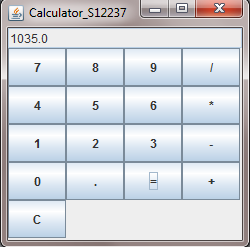 Calculator_S12237
1035.0
7 8 9 /
4 5 6 *
1 2 3 -
0 . = +
C